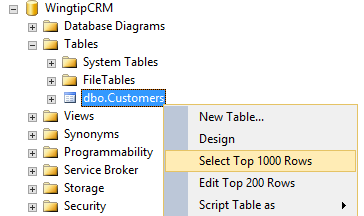 WingtipCRM
Database Diagrams
Tables
System Tables
FileTables
dbo.Customers
Views
Synonyms
Programmability
Service Broker
Storage
Security
New Table...
Design
Select Top 1000 Rows
Edit Top 200 Rows
Script Table as